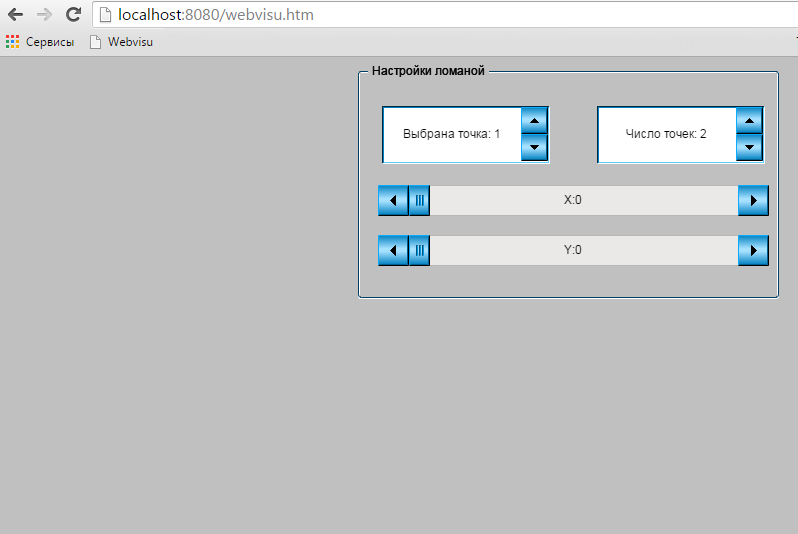 localhost:8080/webvisu.htm
Сервисы Webvisu
Настройки ломаной
Выбрана точка: 1 Число точек: 2
X:0
Y:0